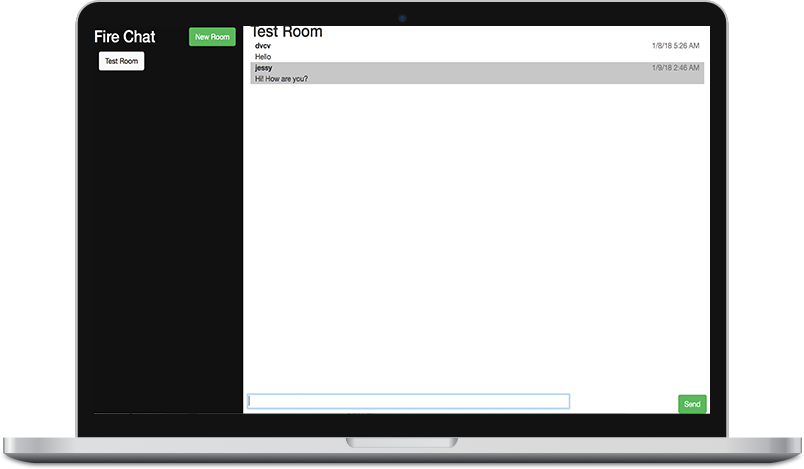 Fire Chat
New Room
Test Room
Test Room
dvcv 1/8/18 5:26 AM
Hello
jessy 1/9/18 2:46 AM
Hi! How are you?
Send